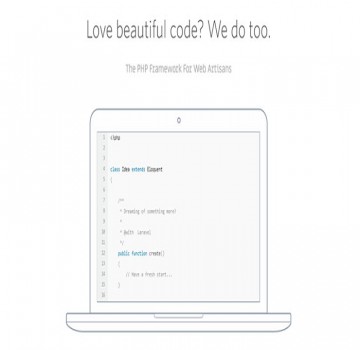 Love beautiful code? We do too.
The PHP Framework For Web Artisans
1 <?php
2
3
4 class Idea extends Eloquent
5 {
6
7 /**
8 * Dreaming of something more?
9 *
10 * @with Laravel
11 */
12 public function create()
13 {
14 // Have a fresh start...
15 }
16